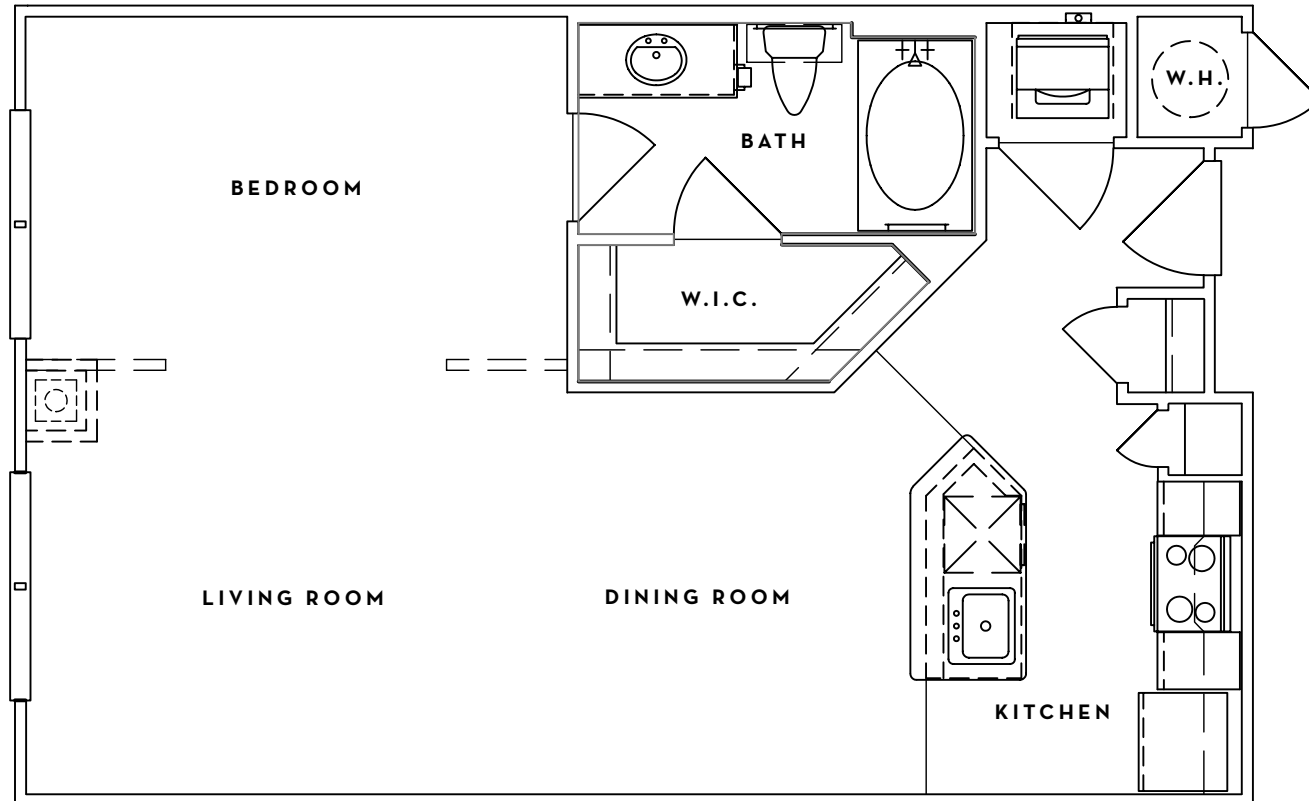 W.H.
BATH
BEDROOM
W.I.C.
LIVING ROOM
DINING ROOM
KITCHEN